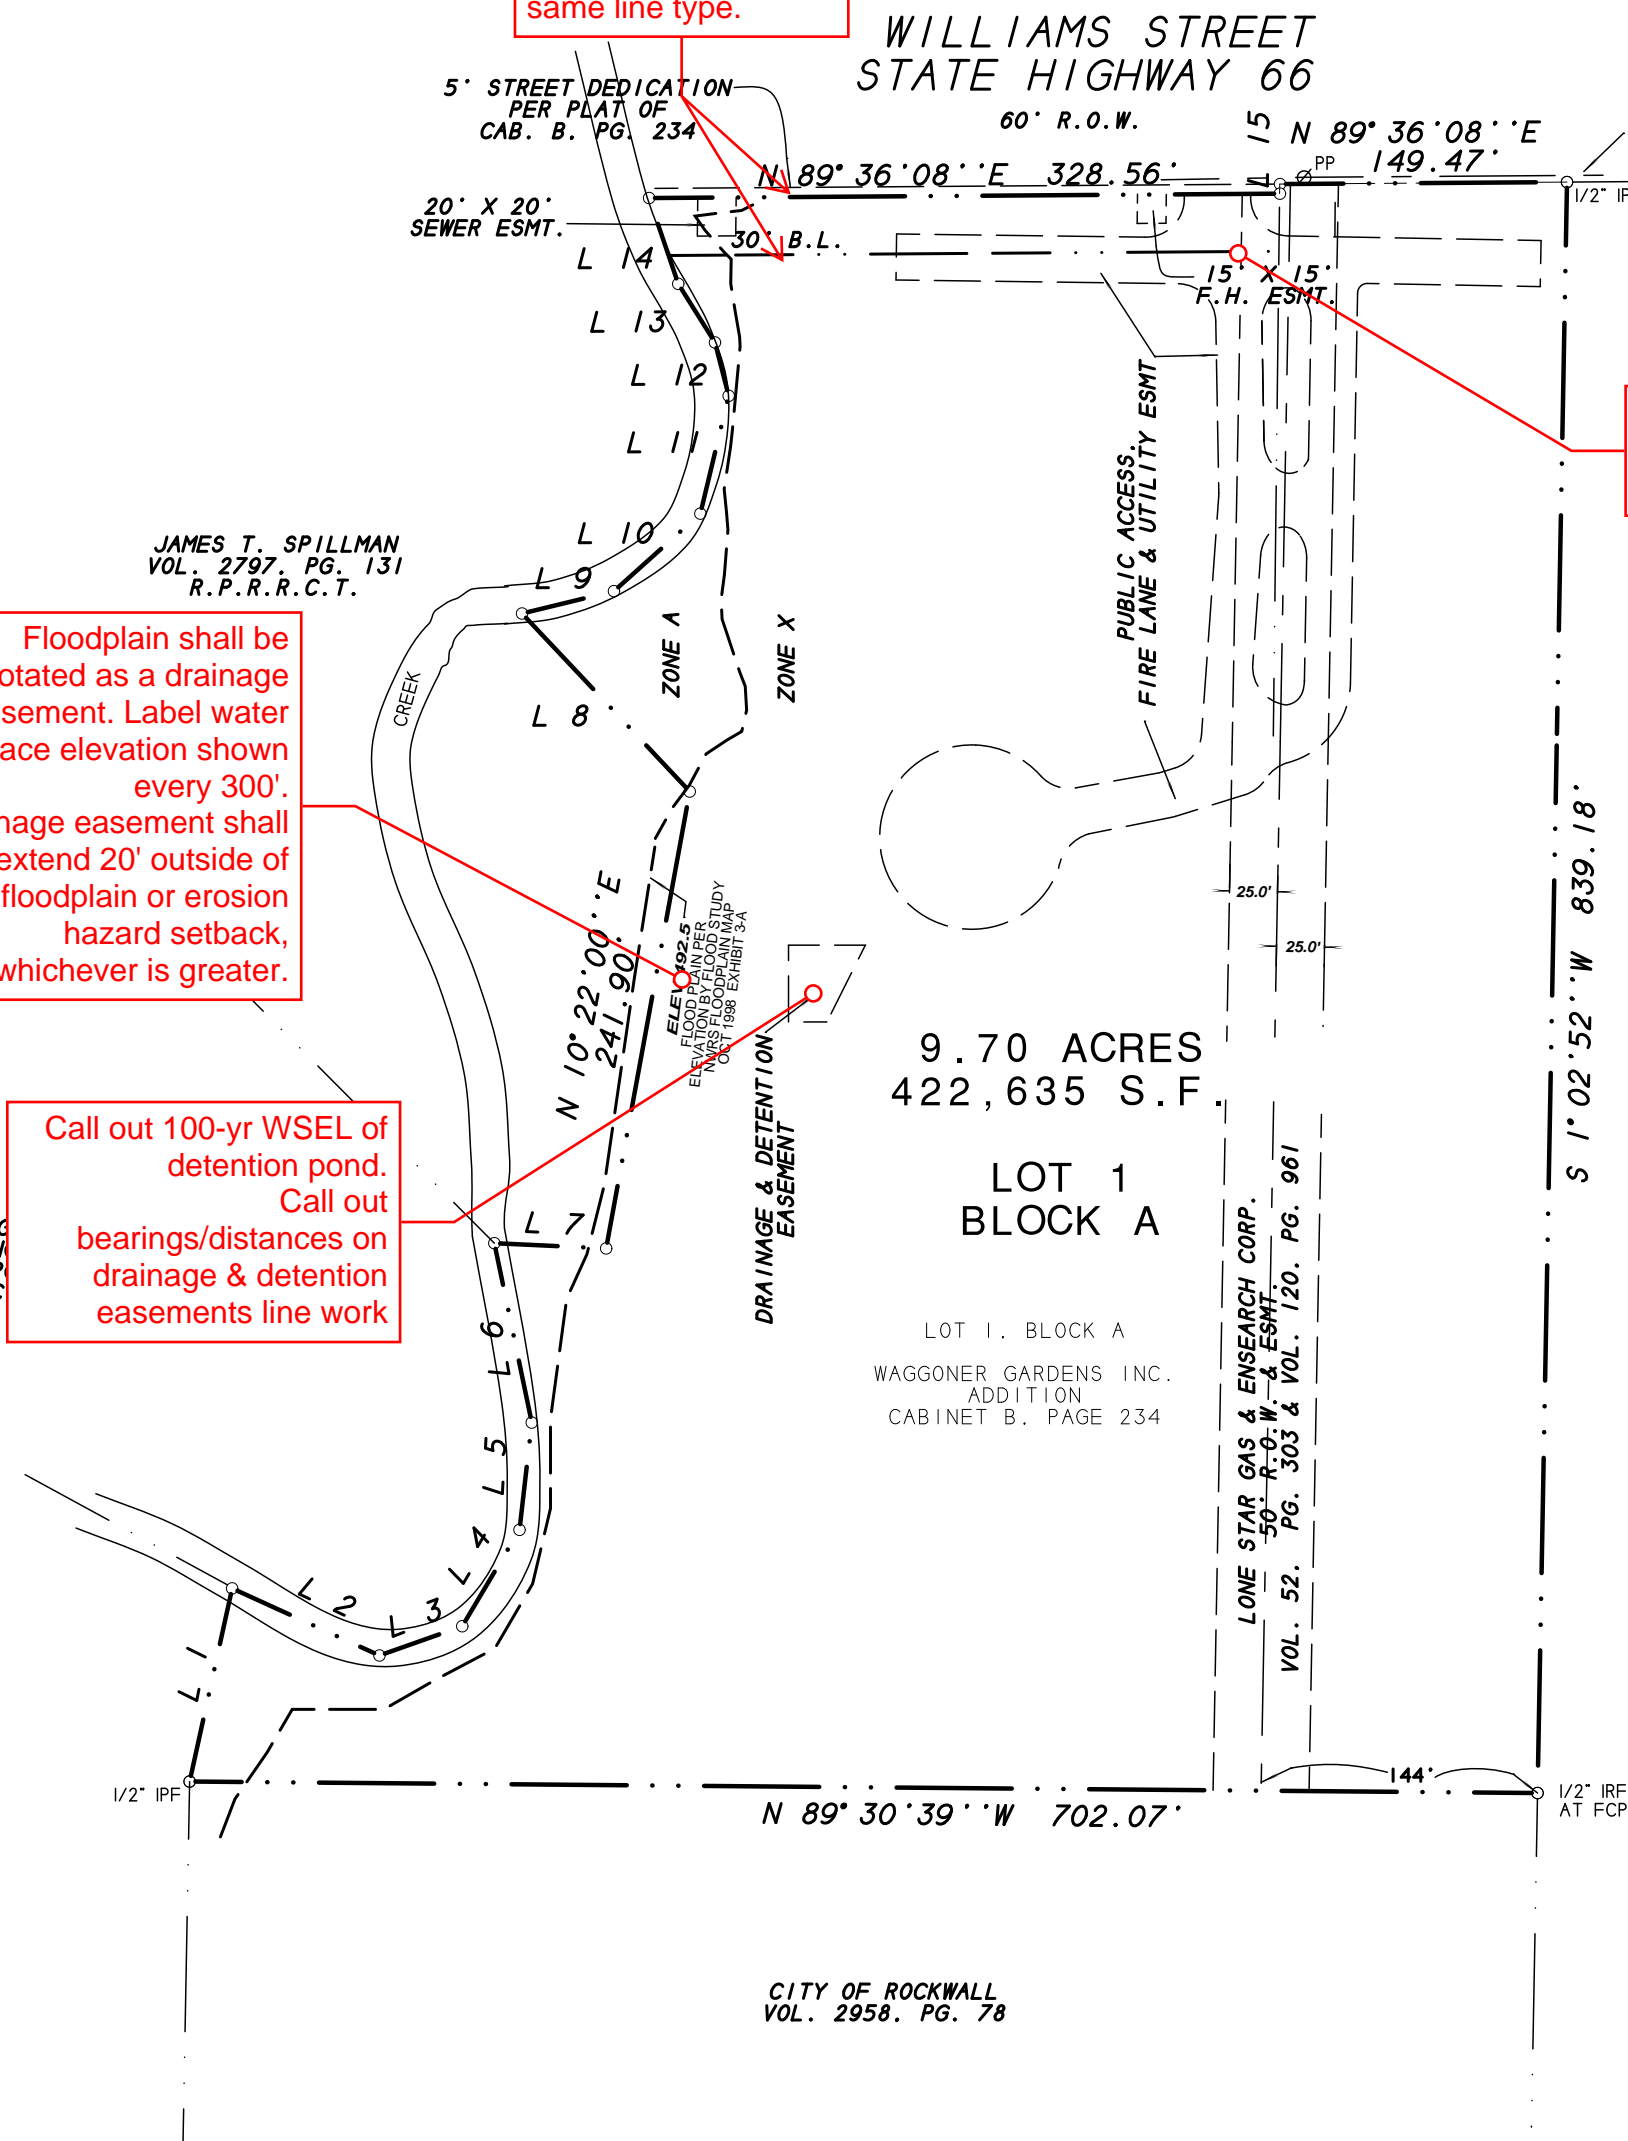 same line type.
WILLIAMS STREET
STATE HIGHWAY 66
60' R.O.W.
5' STREET DEDICATION
PER PLAT OF
CAB. B. PG. 234
N 89°36'08''E 328.56'
L 15
N 89°36'08''E
149.47'
PP
1/2" IP
20' X 20'
SEWER ESMT.
30' B.L.
15' X 15'
F.H. ESMT.
L 14
L 13
L 12
L 11
L 10
L 9
L 8
JAMES T. SPILLMAN
VOL. 2797. PG. 131
R.P.R.R.C.T.
PUBLIC ACCESS.
FIRE LANE & UTILITY ESMT
ZONE A
ZONE X
CREEK
Floodplain shall be
otated as a drainage
sement. Label water
ace elevation shown
every 300'.
nage easement shall
extend 20' outside of
floodplain or erosion
hazard setback,
whichever is greater.
N 10°22'00''E
241.90'
ELEV 492.5
FLOOD PLAIN PER
ELEVATION BY FLOOD STUDY
NWRS FLOODPLAIN MAP
OCT 1998 EXHIBIT 3-A
25.0'
25.0'
S 1°02'52''W 839.18'
DRAINAGE & DETENTION
EASEMENT
9.70 ACRES
422,635 S.F.
LOT 1
BLOCK A
Call out 100-yr WSEL of
detention pond.
Call out
bearings/distances on
drainage & detention
easements line work
L 7
L 6
L 5
L 4
L 3
L 2
L 1
LOT 1. BLOCK A
WAGGONER GARDENS INC.
ADDITION
CABINET B. PAGE 234
LONE STAR GAS & ENSEARCH CORP.
50' R.O.W. & ESMT.
VOL. 52. PG. 303 & VOL. 120. PG. 961
144'
1/2" IPF
N 89°30'39''W 702.07'
1/2" IRF
AT FCP
CITY OF ROCKWALL
VOL. 2958. PG. 78